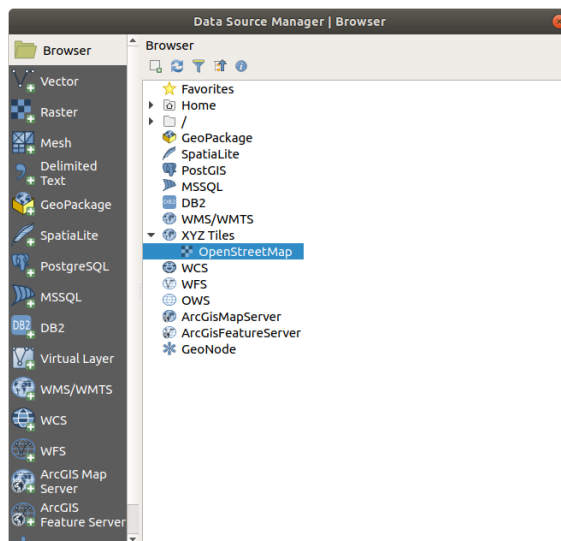 Data Source Manager | Browser
Browser
Vector
Raster
Mesh
Delimited
Text
GeoPackage
SpatiaLite
PostgreSQL
MSSQL
DB2
DB2
Virtual Layer
WMS/WMTS
WCS
WFS
ArcGIS Map
Server
ArcGIS
Feature Server
Browser
Favorites
Home
/
GeoPackage
SpatiaLite
PostGIS
MSSQL
DB2
DB2
WMS/WMTS
XYZ Tiles
OpenStreetMap
WCS
WFS
OWS
ArcGisMapServer
ArcGisFeatureServer
GeoNode